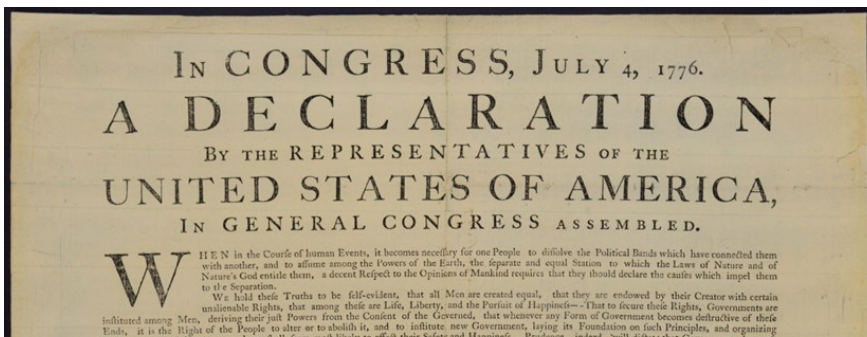 IN CONGRESS, JULY 4, 1776.
A DECLARATION
BY THE REPRESENTATIVES OF THE
UNITED STATES OF AMERICA,
IN GENERAL CONGRESS ASSEMBLED.
WHEN in the Courſe of human Events, it becomes neceſſary for one People to diſſolve the Political Bands which have connected them
with another, and to aſſume among the Powers of the Earth, the ſeparate and equal Station to which the Laws of Nature and of
Nature's God entitle them, a decent Reſpect to the Opinions of Mankind requires that they ſhould declare the cauſes which impel them
to the Separation.
We hold theſe Truths to be ſelf-evident, that all Men are created equal, that they are endowed by their Creator with certain
unalienable Rights, that among theſe are Life, Liberty, and the Purſuit of Happineſs--That to ſecure theſe Rights, Governments are
inſtituted among Men, deriving their juſt Powers from the Conſent of the Governed, that whenever any Form of Government becomes deſtructive of theſe
Ends, it is the Right of the People to alter or to aboliſh it, and to inſtitute new Government, laying its Foundation on ſuch Principles, and organizing